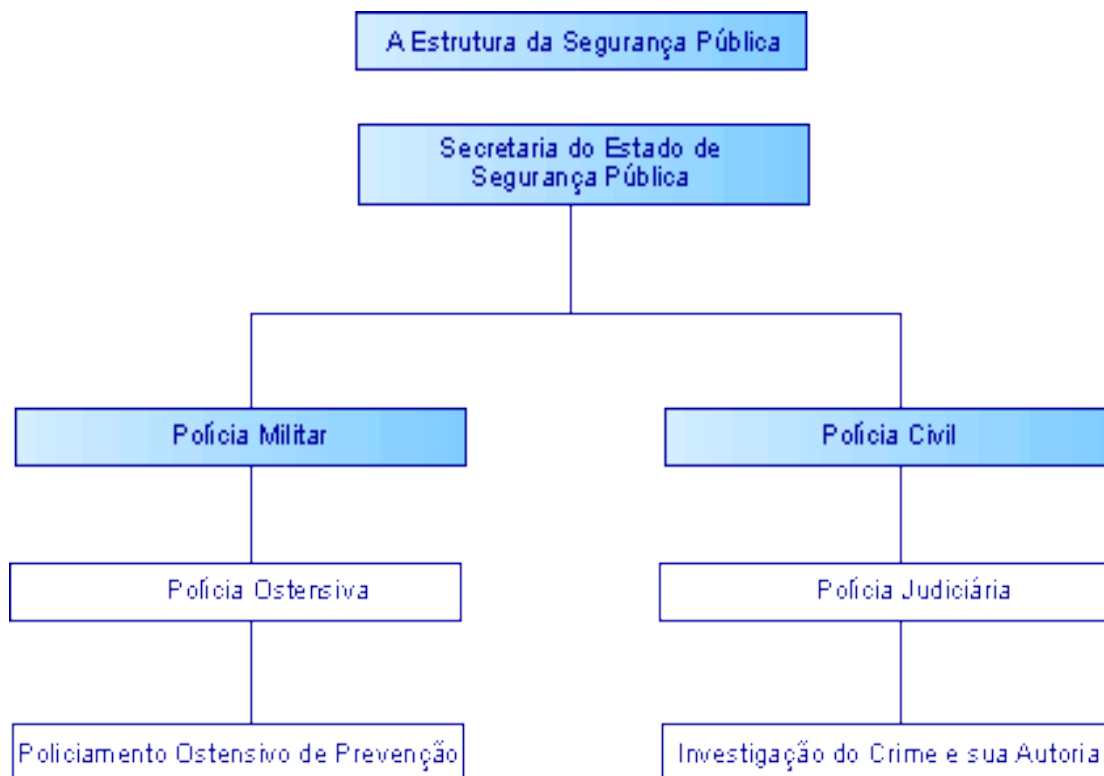 A Estrutura da Segurança Pública
Secretaria do Estado de
Segurança Pública
Polícia Militar
Polícia Civil
Polícia Ostensiva
Polícia Judiciária
Policiamento Ostensivo de Prevenção
Investigação do Crime e sua Autoria